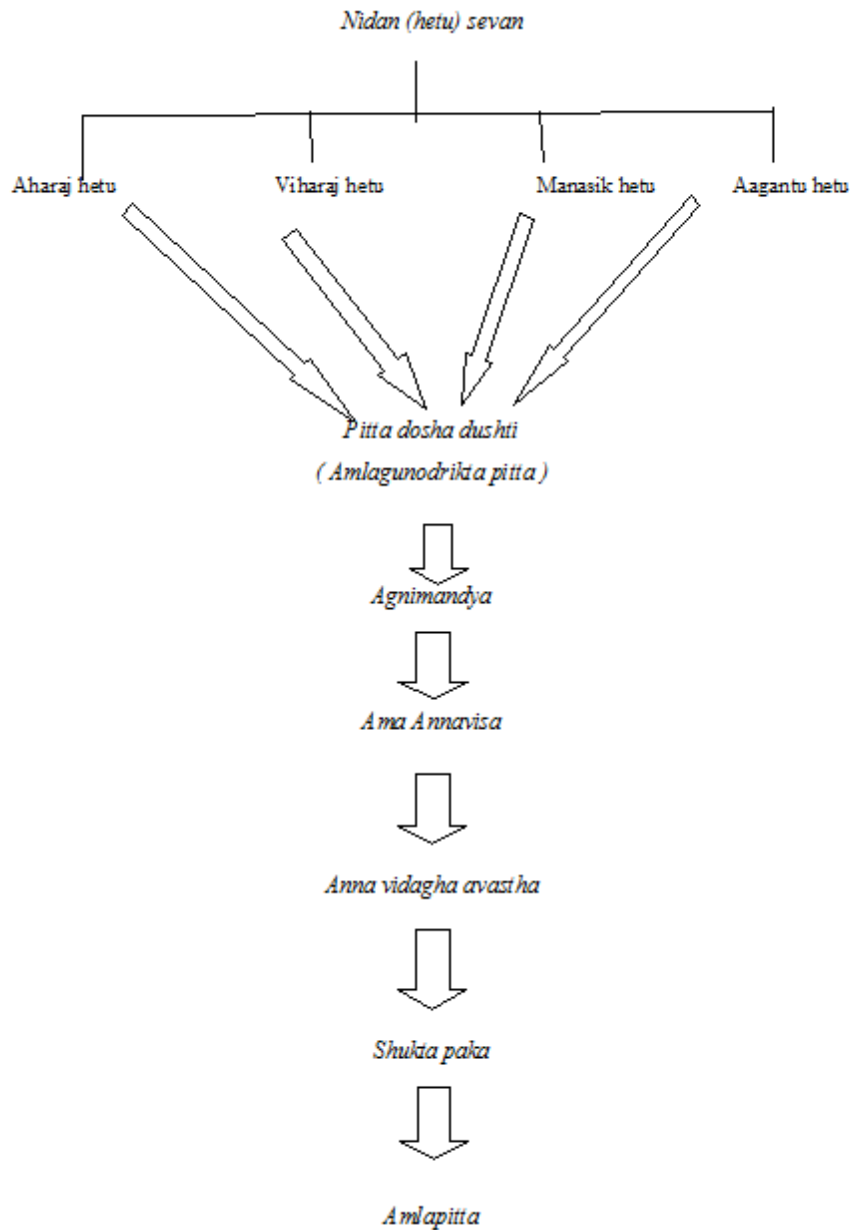 Nidan (hetu) sevan
Aharaj hetu Viharaj hetu Manasik hetu Aagantu hetu
Pitta dosha dushti
( Amlagunodrikta pitta )
Agnimandya
Ama Annavisa
Anna vidagha avastha
Shukta paka
Amlapitta